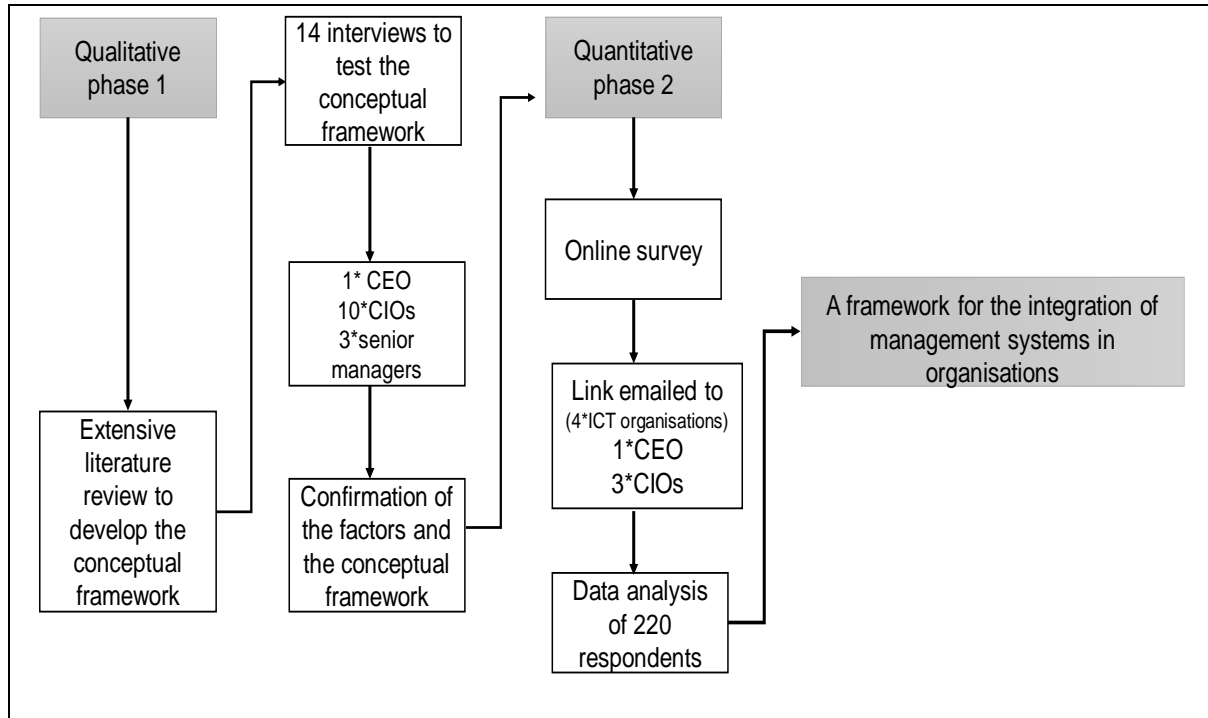 Qualitative
phase 1
Extensive
literature
review to
develop the
conceptual
framework
14 interviews to
test the
conceptual
framework
1* CEO
10*CIOs
3*senior
managers
Confirmation of
the factors and
the conceptual
framework
Quantitative
phase 2
Online survey
Link emailed to
(4*ICT organisations)
1*CEO
3*CIOs
Data analysis
of 220
respondents
A framework for the integration of
management systems in
organisations